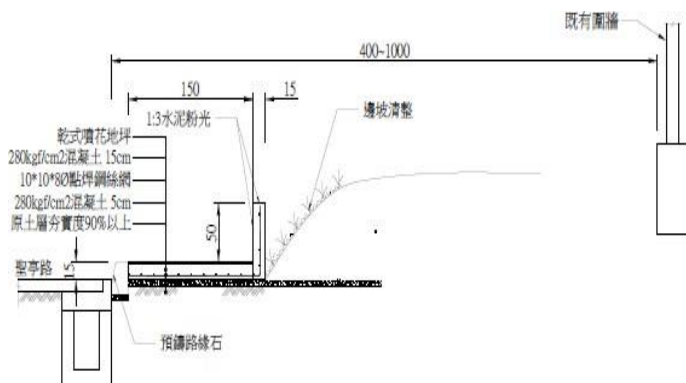 既有圍牆
400~1000
150
15
1:3水泥粉光
邊坡清整
乾式噴花地坪
280kgf/cm2混凝土 15cm
10*10*8Ø點焊鋼絲網
280kgf/cm2混凝土 5cm
原土層夯實度90%以上
50
聖亭路
15
預鑄路緣石